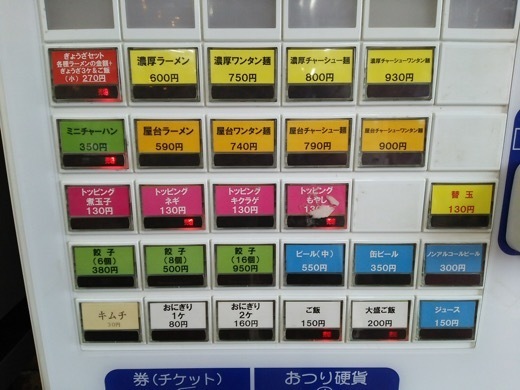 ぎょうざセット
各種ラーメンの金額+
ぎょうざ3ケ&ご飯
(小) 270円
濃厚ラーメン
600円
濃厚ワンタン麺
750円
濃厚チャーシュー麺
800円
濃厚チャーシューワンタン麺
930円
ミニチャーハン
350円
屋台ラーメン
590円
屋台ワンタン麺
740円
屋台チャーシュー麺
790円
屋台チャーシューワンタン麺
900円
トッピング
煮玉子
130円
トッピング
ネギ
130円
トッピング
キクラゲ
130円
トッピング
もやし
替玉
130円
餃子
(6個)
380円
餃子
(8個)
500円
餃子
(16個)
950円
ビール(中)
550円
缶ビール
350円
ノンアルコールビール
300円
キムチ
おにぎり
1ケ
80円
おにぎり
2ケ
160円
ご飯
150円
大盛ご飯
200円
ジュース
150円
券(チケット)
おつり硬貨